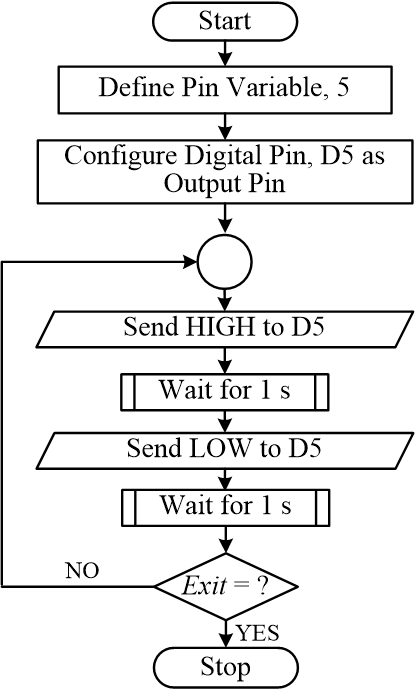 Start
Define Pin Variable, 5
Configure Digital Pin, D5 as
Output Pin
Send HIGH to D5
Wait for 1 s
Send LOW to D5
Wait for 1 s
Exit = ?
NO
YES
Stop